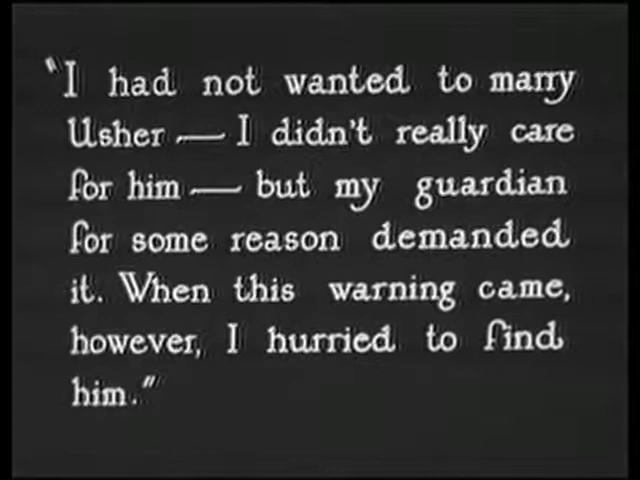 "I had not wanted to marry
Usher — I didn't really care
for him — but my guardian
for some reason demanded
it. When this warning came,
however, I hurried to find
him."